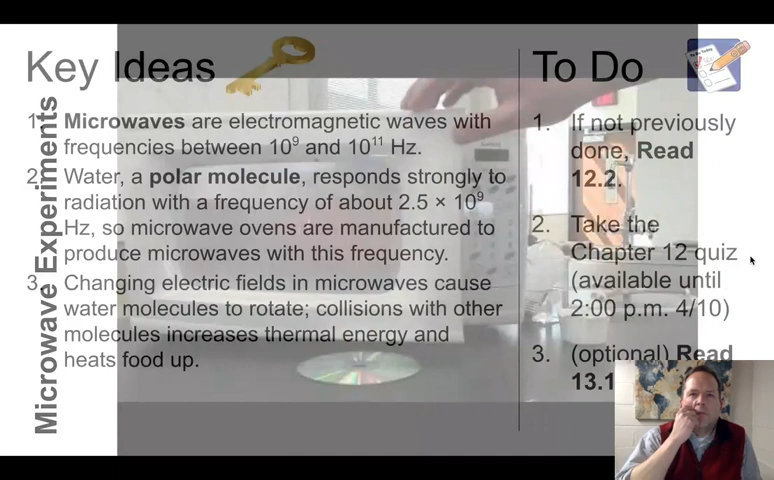 Key Ideas
Microwave Experiments
1. Microwaves are electromagnetic waves with
frequencies between 10⁹ and 10¹¹ Hz.
2. Water, a polar molecule, responds strongly to
radiation with a frequency of about 2.5 × 10⁹
Hz, so microwave ovens are manufactured to
produce microwaves with this frequency.
3. Changing electric fields in microwaves cause
water molecules to rotate; collisions with other
molecules increases thermal energy and
heats food up.
To Do
1. If not previously
done, Read
12.2.
2. Take the
Chapter 12 quiz
(available until
2:00 p.m. 4/10)
3. (optional) Read
13.1